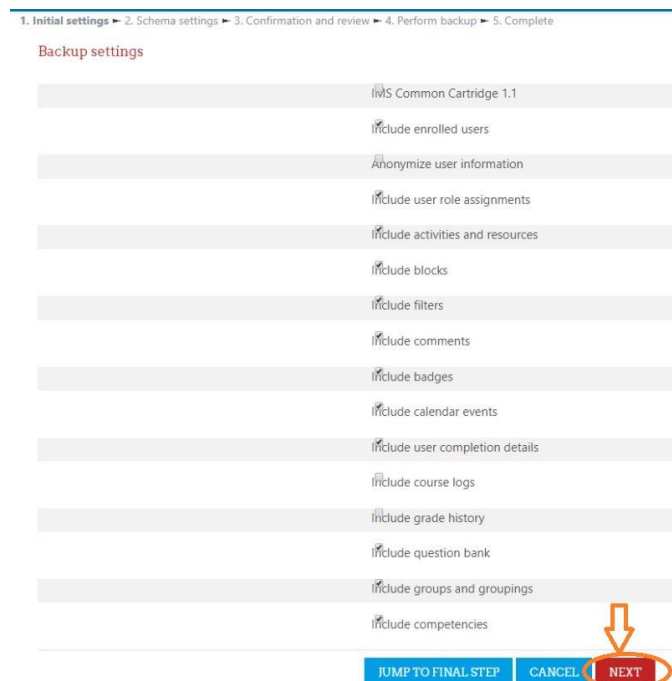 1. Initial settings ► 2. Schema settings ► 3. Confirmation and review ► 4. Perform backup ► 5. Complete
Backup settings
IMS Common Cartridge 1.1
Include enrolled users
Anonymize user information
Include user role assignments
Include activities and resources
Include blocks
Include filters
Include comments
Include badges
Include calendar events
Include user completion details
Include course logs
Include grade history
Include question bank
Include groups and groupings
Include competencies
JUMP TO FINAL STEP CANCEL NEXT